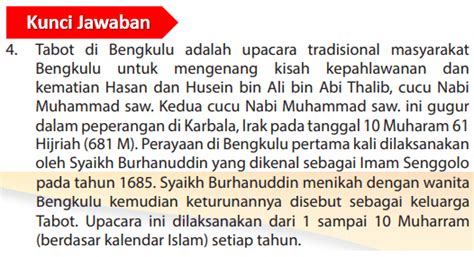 Kunci Jawaban
4. Tabot di Bengkulu adalah upacara tradisional masyarakat
Bengkulu untuk mengenang kisah kepahlawanan dan
kematian Hasan dan Husein bin Ali bin Abi Thalib, cucu Nabi
Muhammad saw. Kedua cucu Nabi Muhammad saw. ini gugur
dalam peperangan di Karbala, Irak pada tanggal 10 Muharam 61
Hijriah (681 M). Perayaan di Bengkulu pertama kali dilaksanakan
oleh Syaikh Burhanuddin yang dikenal sebagai Imam Senggolo
pada tahun 1685. Syaikh Burhanuddin menikah dengan wanita
Bengkulu kemudian keturunannya disebut sebagai keluarga
Tabot. Upacara ini dilaksanakan dari 1 sampai 10 Muharram
(berdasar kalendar Islam) setiap tahun.